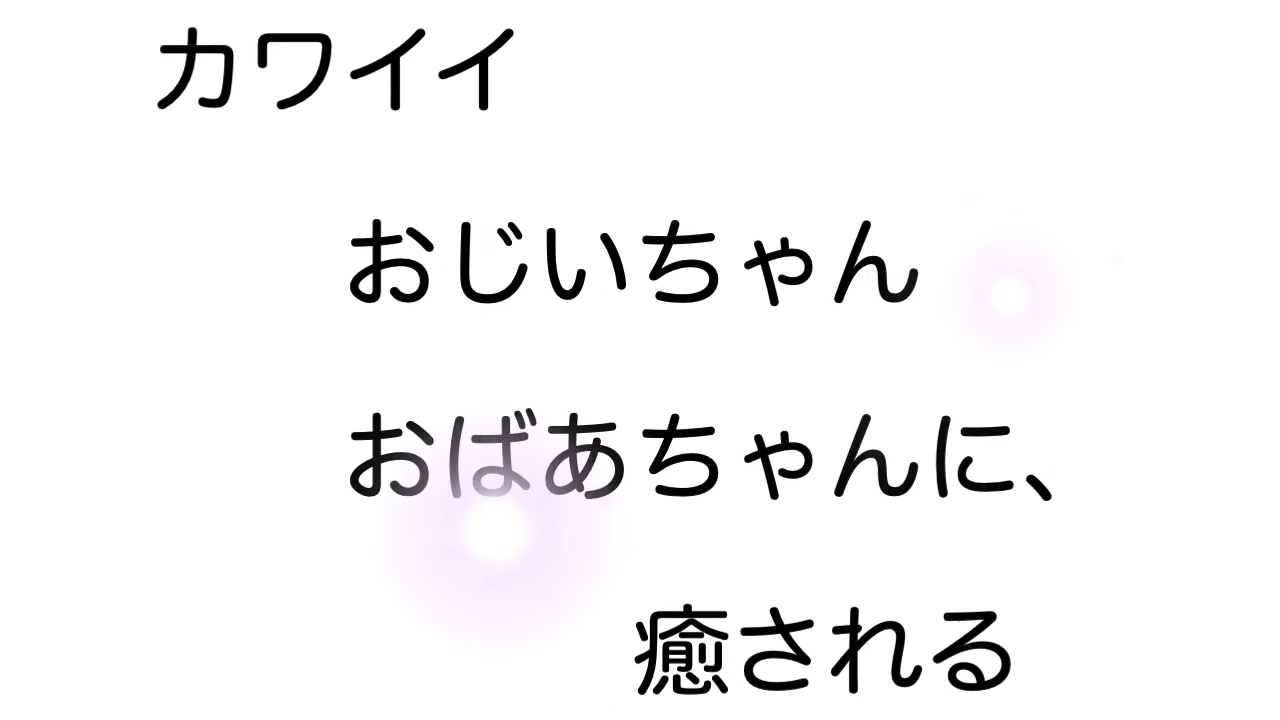 カワイイ
おじいちゃん
おばあちゃんに、
癒される